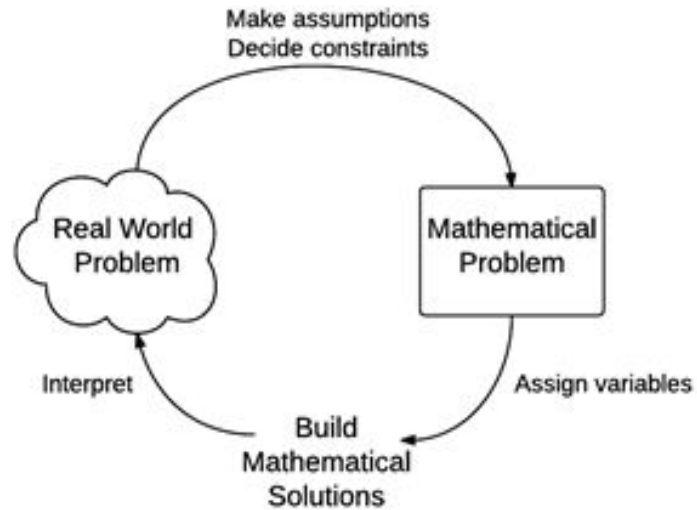 Make assumptions
Decide constraints
Real World
Problem
Mathematical
Problem
Interpret
Assign variables
Build
Mathematical
Solutions